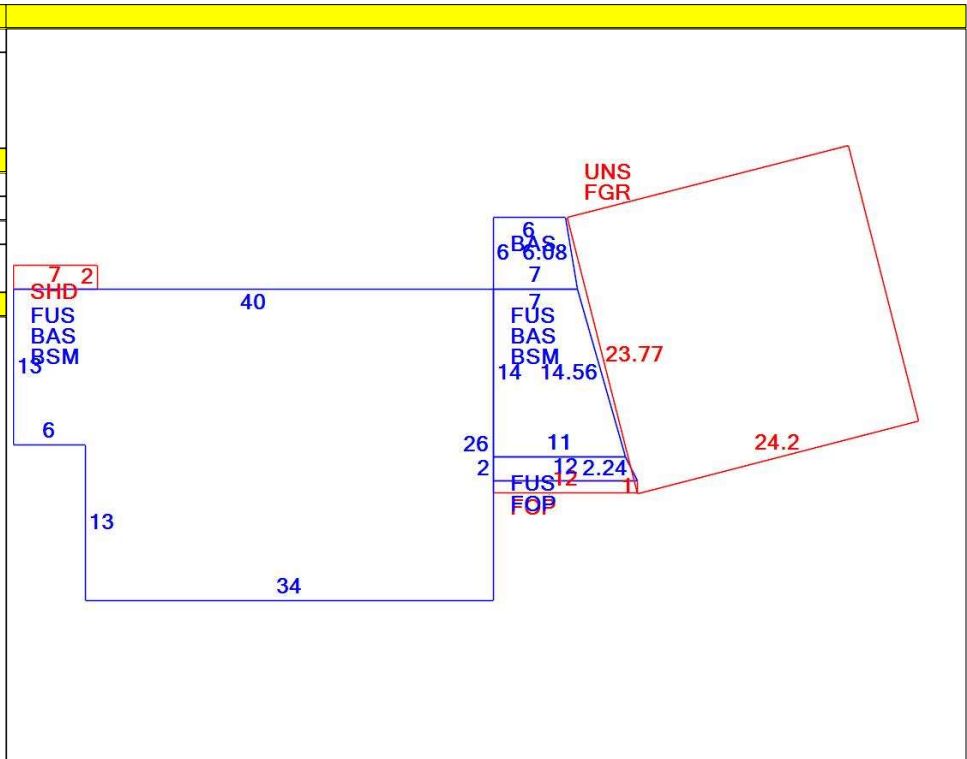 UNS
FGR
6
BAS
6 6.08
7
7 2
SHD
40
7
FUS
BAS
BSM
FUS
BAS
BSM
13
14 14.56
23.77
6
26
11
24.2
2
12 2.24
12
1
FUS
FOP
FOP
13
34